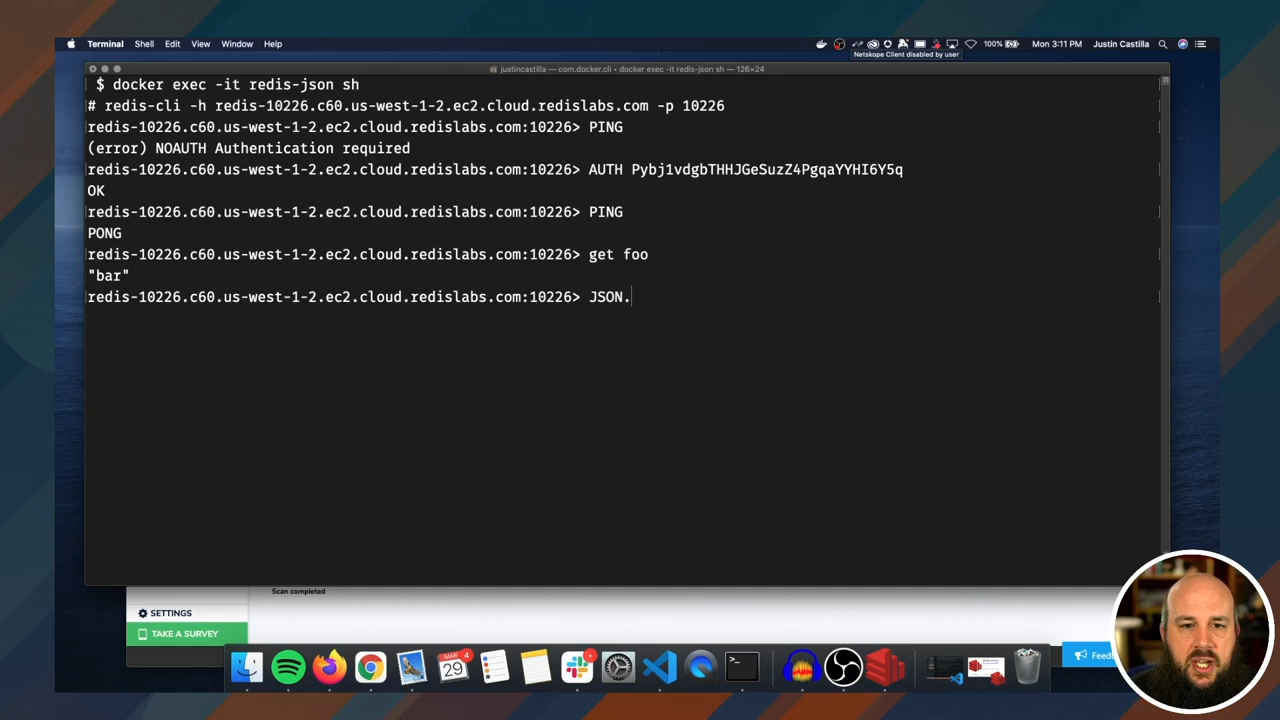 Terminal Shell Edit View Window Help
100% Mon 3:11 PM Justin Castilla
Netskope Client disabled by user
justincastilla — com.docker.cli • docker exec -it redis-json sh — 126×24
$ docker exec -it redis-json sh
# redis-cli -h redis-10226.c60.us-west-1-2.ec2.cloud.redislabs.com -p 10226
redis-10226.c60.us-west-1-2.ec2.cloud.redislabs.com:10226> PING
(error) NOAUTH Authentication required
redis-10226.c60.us-west-1-2.ec2.cloud.redislabs.com:10226> AUTH Pybj1vdgbTHHJGeSuzZ4PgqaYYHI6Y5q
OK
redis-10226.c60.us-west-1-2.ec2.cloud.redislabs.com:10226> PING
PONG
redis-10226.c60.us-west-1-2.ec2.cloud.redislabs.com:10226> get foo
"bar"
redis-10226.c60.us-west-1-2.ec2.cloud.redislabs.com:10226> JSON.
Scan completed
SETTINGS
TAKE A SURVEY
Feedb
MAR 4
29